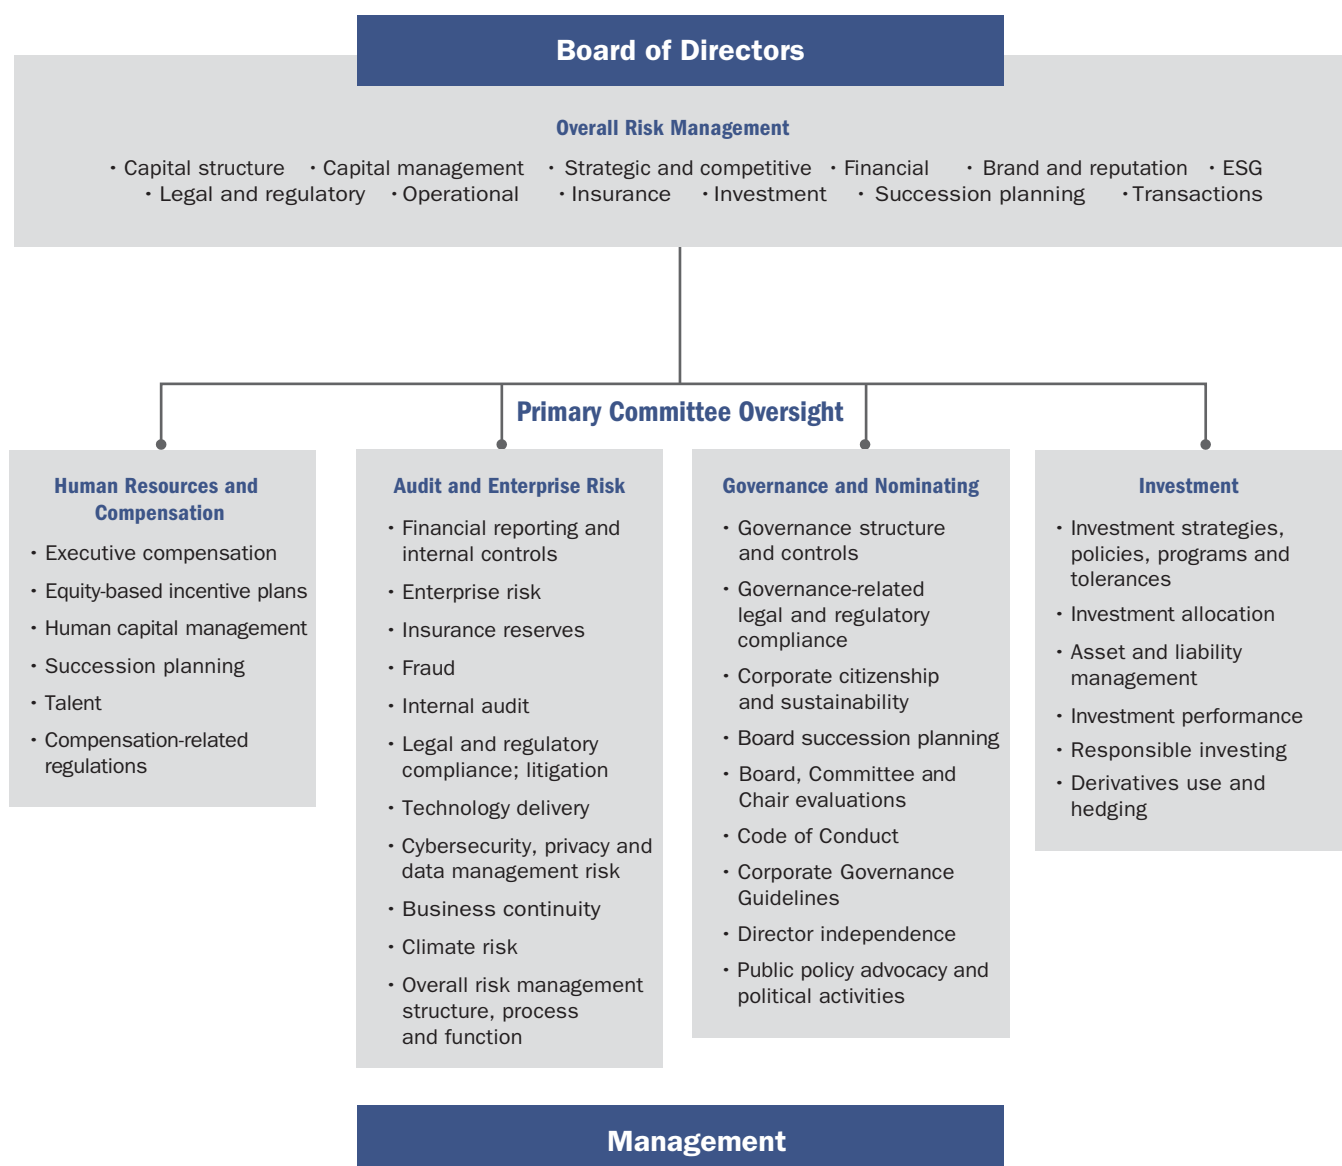 Board of Directors
Overall Risk Management
· Capital structure · Capital management · Strategic and competitive · Financial · Brand and reputation · ESG
· Legal and regulatory · Operational · Insurance · Investment · Succession planning · Transactions
Primary Committee Oversight
Human Resources and
Compensation
· Executive compensation
· Equity-based incentive plans
· Human capital management
· Succession planning
· Talent
· Compensation-related
regulations
Audit and Enterprise Risk
· Financial reporting and
internal controls
· Enterprise risk
· Insurance reserves
· Fraud
· Internal audit
· Legal and regulatory
compliance; litigation
· Technology delivery
· Cybersecurity, privacy and
data management risk
· Business continuity
· Climate risk
· Overall risk management
structure, process
and function
Governance and Nominating
· Governance structure
and controls
· Governance-related
legal and regulatory
compliance
· Corporate citizenship
and sustainability
· Board succession planning
· Board, Committee and
Chair evaluations
· Code of Conduct
· Corporate Governance
Guidelines
· Director independence
· Public policy advocacy and
political activities
Investment
· Investment strategies,
policies, programs and
tolerances
· Investment allocation
· Asset and liability
management
· Investment performance
· Responsible investing
· Derivatives use and
hedging
Management